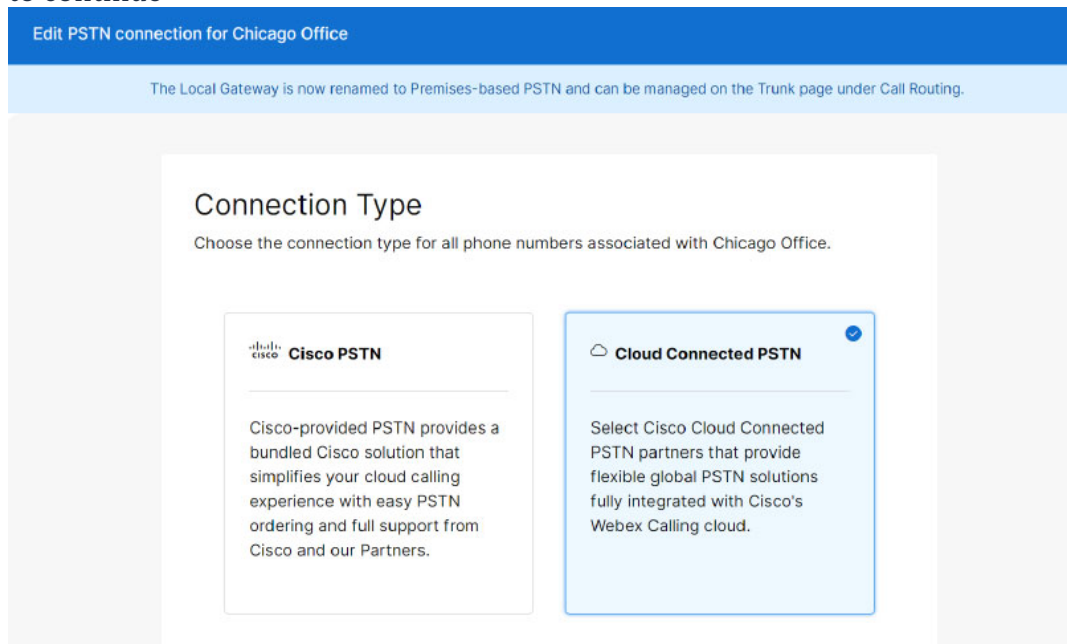 to continue
Edit PSTN connection for Chicago Office
The Local Gateway is now renamed to Premises-based PSTN and can be managed on the Trunk page under Call Routing.
Connection Type
Choose the connection type for all phone numbers associated with Chicago Office.
cisco Cisco PSTN
Cisco-provided PSTN provides a
bundled Cisco solution that
simplifies your cloud calling
experience with easy PSTN
ordering and full support from
Cisco and our Partners.
Cloud Connected PSTN
Select Cisco Cloud Connected
PSTN partners that provide
flexible global PSTN solutions
fully integrated with Cisco's
Webex Calling cloud.